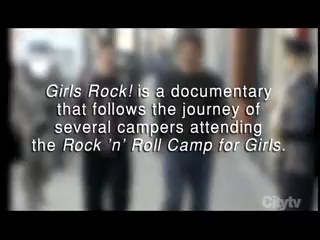 Girls Rock! is a documentary
that follows the journey of
several campers attending
the Rock 'n' Roll Camp for Girls.
Citytv